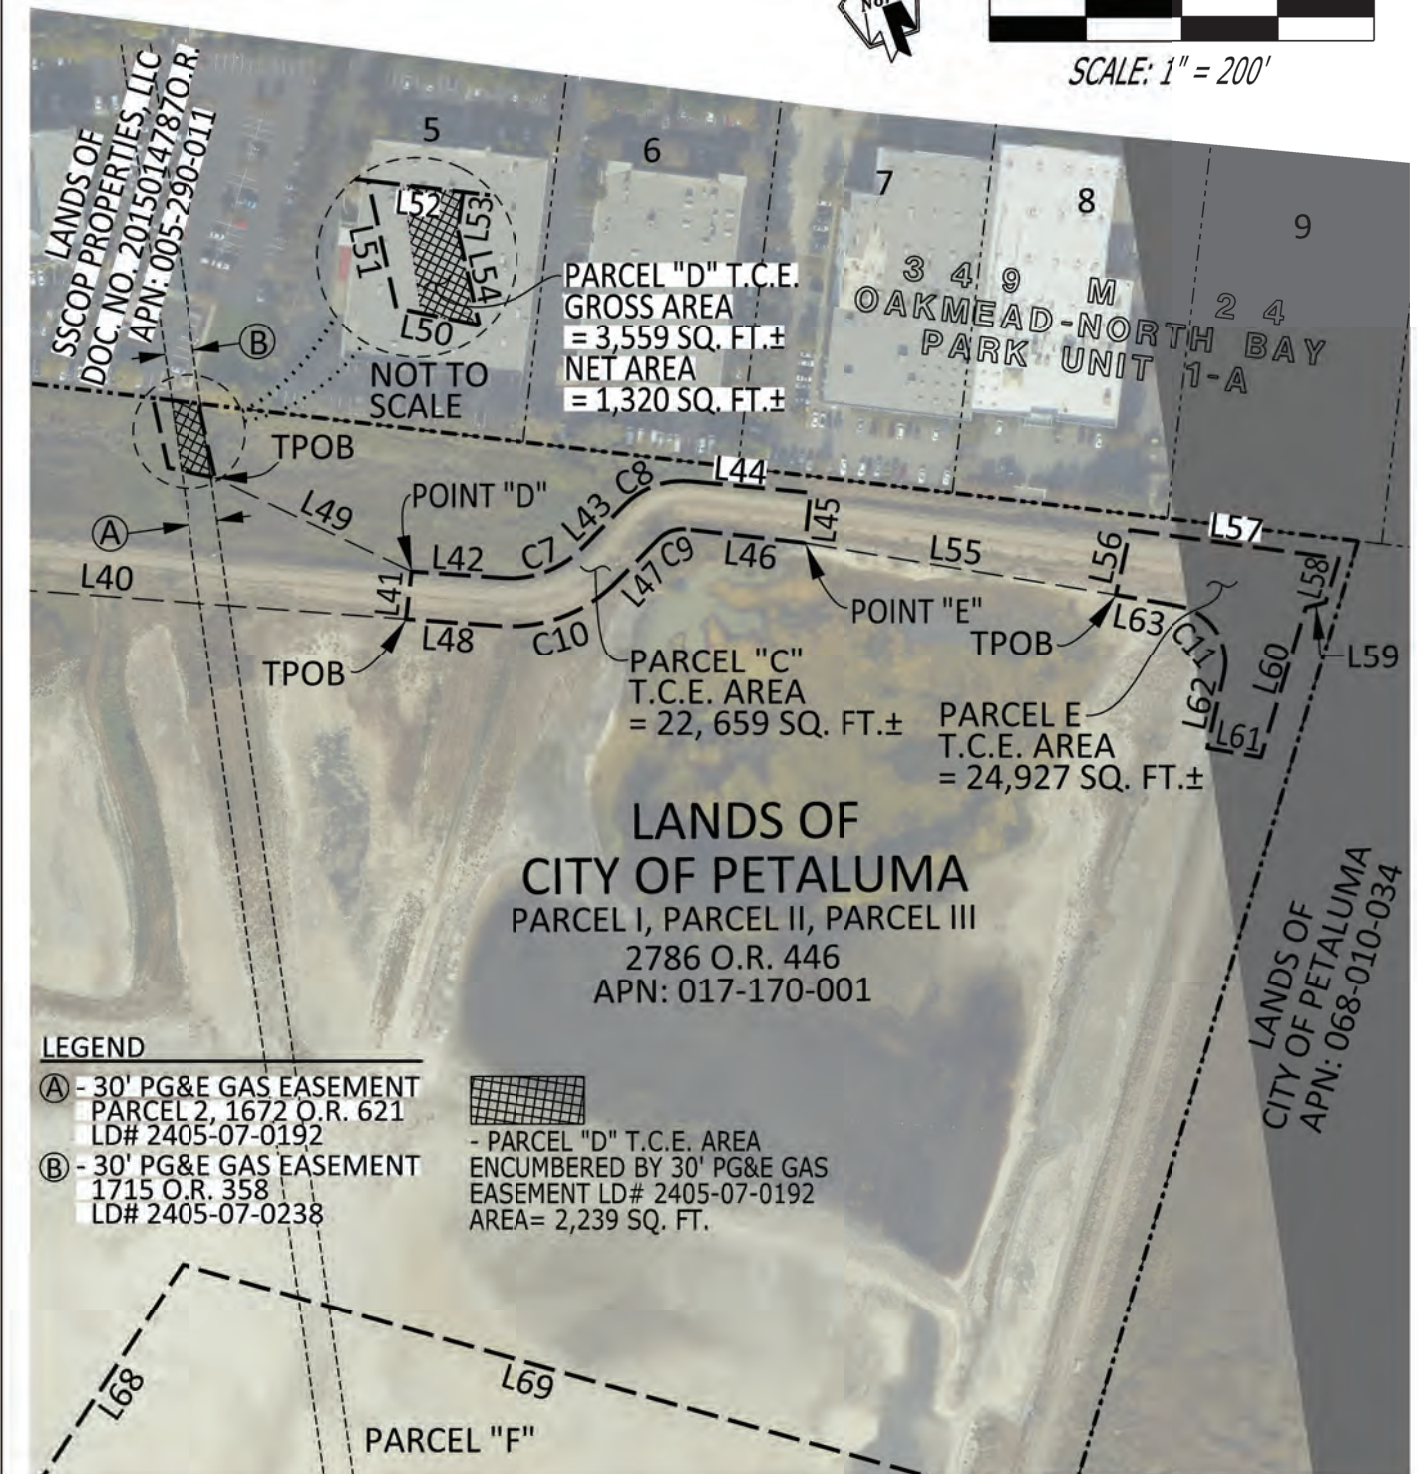 SCALE: 1" = 200'
LANDS OF
SSCOP PROPERTIES, LLC
DOC. NO. 2015014787O.R.
APN: 005-290-011
5
6
7
8
9
L52
L53
L51
L54
L50
PARCEL "D" T.C.E.
GROSS AREA
= 3,559 SQ. FT.±
NET AREA
= 1,320 SQ. FT.±
349 M 24
OAKMEAD-NORTH BAY
PARK UNIT 1-A
B
NOT TO
SCALE
TPOB
A
L49
POINT "D"
L40
L41
L42
C7
L43
C8
L44
L45
L46
C9
L47
C10
L48
TPOB
L55
POINT "E"
TPOB
L56
L57
L58
L59
L63
C11
L60
L62
L61
PARCEL "C"
T.C.E. AREA
= 22, 659 SQ. FT.±
PARCEL E
T.C.E. AREA
= 24,927 SQ. FT.±
LANDS OF
CITY OF PETALUMA
PARCEL I, PARCEL II, PARCEL III
2786 O.R. 446
APN: 017-170-001
LANDS OF
CITY OF PETALUMA
APN: 068-010-034
LEGEND
A - 30' PG&E GAS EASEMENT
PARCEL 2, 1672 O.R. 621
LD# 2405-07-0192
B - 30' PG&E GAS EASEMENT
1715 O.R. 358
LD# 2405-07-0238
- PARCEL "D" T.C.E. AREA
ENCUMBERED BY 30' PG&E GAS
EASEMENT LD# 2405-07-0192
AREA= 2,239 SQ. FT.
L68
L69
PARCEL "F"